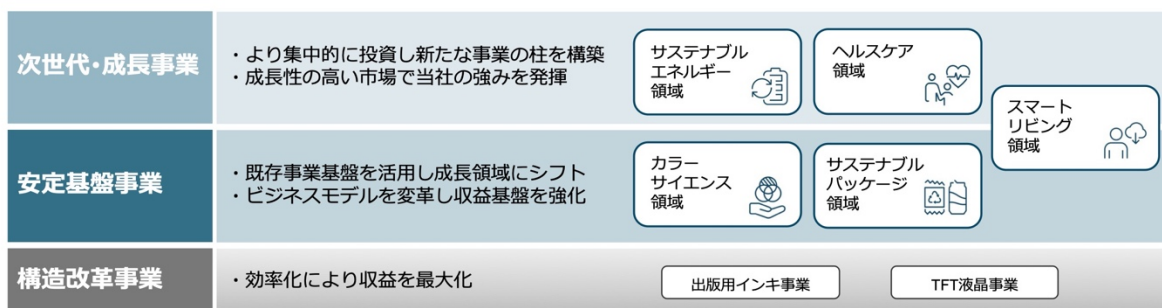 次世代・成長事業
・より集中的に投資し新たな事業の柱を構築
・成長性の高い市場で当社の強みを発揮
サステナブル
エネルギー
領域
ヘルスケア
領域
スマート
リビング
領域
安定基盤事業
・既存事業基盤を活用し成長領域にシフト
・ビジネスモデルを変革し収益基盤を強化
カラー
サイエンス
領域
サステナブル
パッケージ
領域
構造改革事業
・効率化により収益を最大化
出版用インキ事業
TFT液晶事業